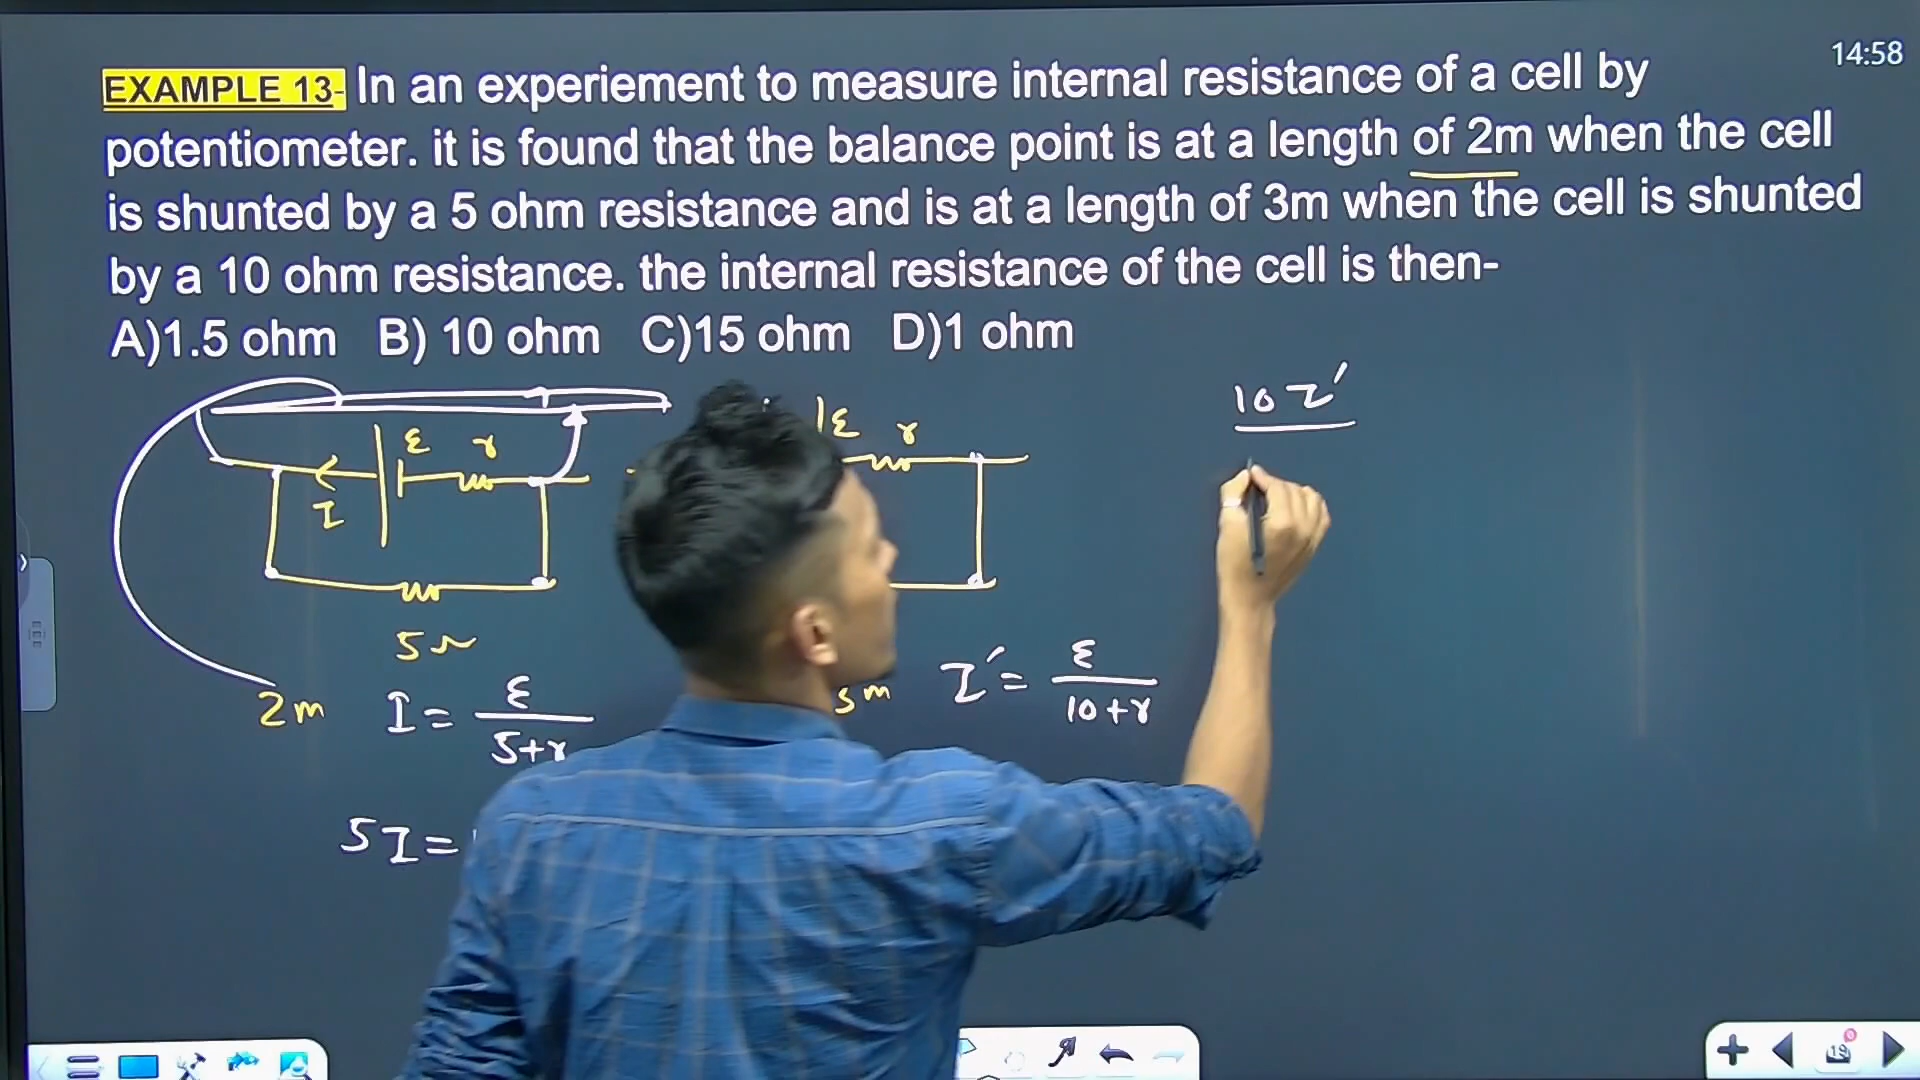 14:58
EXAMPLE 13- In an experiement to measure internal resistance of a cell by
potentiometer. it is found that the balance point is at a length of 2m when the cell
is shunted by a 5 ohm resistance and is at a length of 3m when the cell is shunted
by a 10 ohm resistance. the internal resistance of the cell is then-
A)1.5 ohm B) 10 ohm C)15 ohm D)1 ohm
10 I′
ε r
ε r
I
5 Ω
2m
I = ε
5+r
m
I′ = ε
10+r
5I =